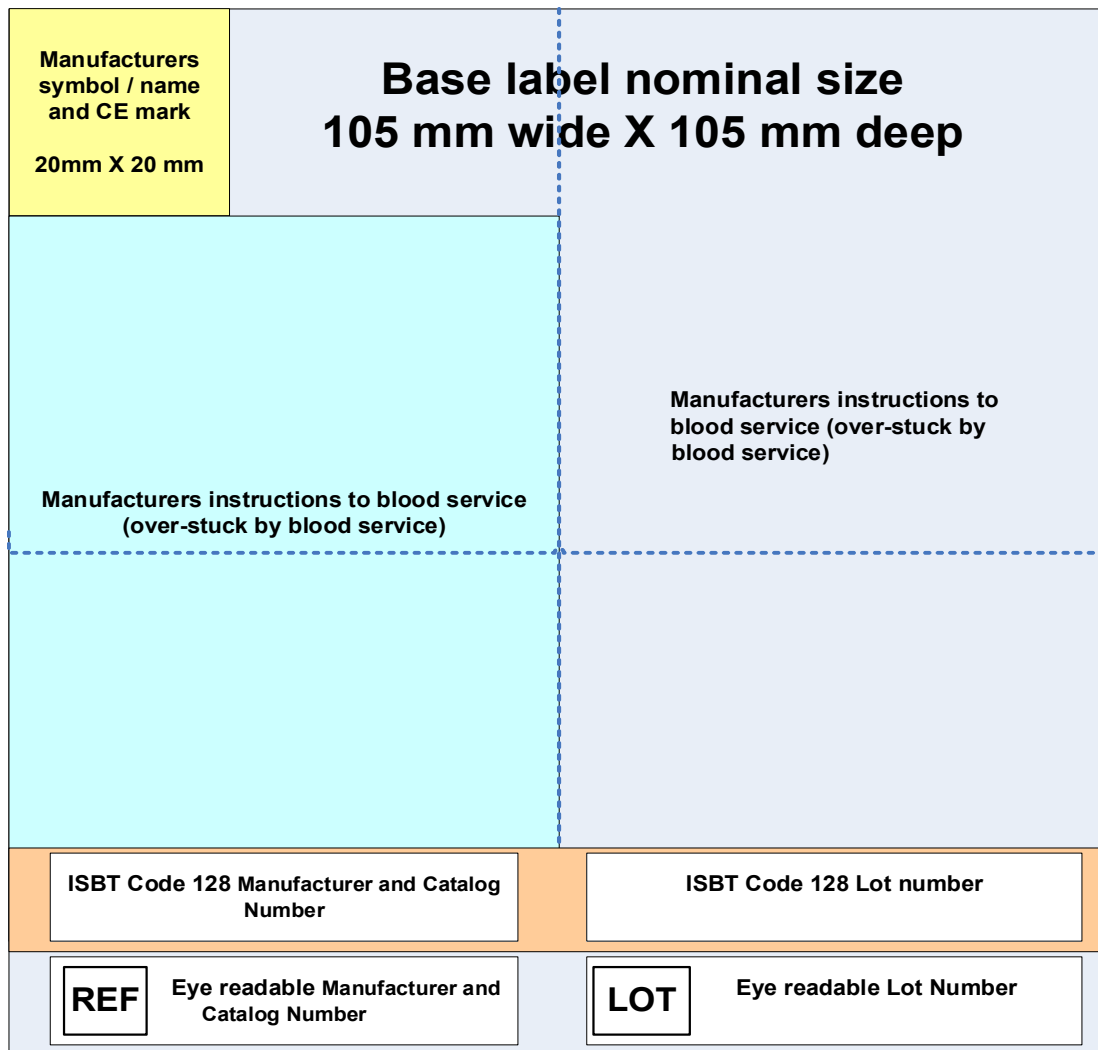 Manufacturers
symbol / name
and CE mark
20mm X 20 mm
Base label nominal size
105 mm wide X 105 mm deep
Manufacturers instructions to
blood service (over-stuck by
blood service)
Manufacturers instructions to blood service
(over-stuck by blood service)
ISBT Code 128 Manufacturer and Catalog
Number
ISBT Code 128 Lot number
REF
Eye readable Manufacturer and
Catalog Number
LOT
Eye readable Lot Number